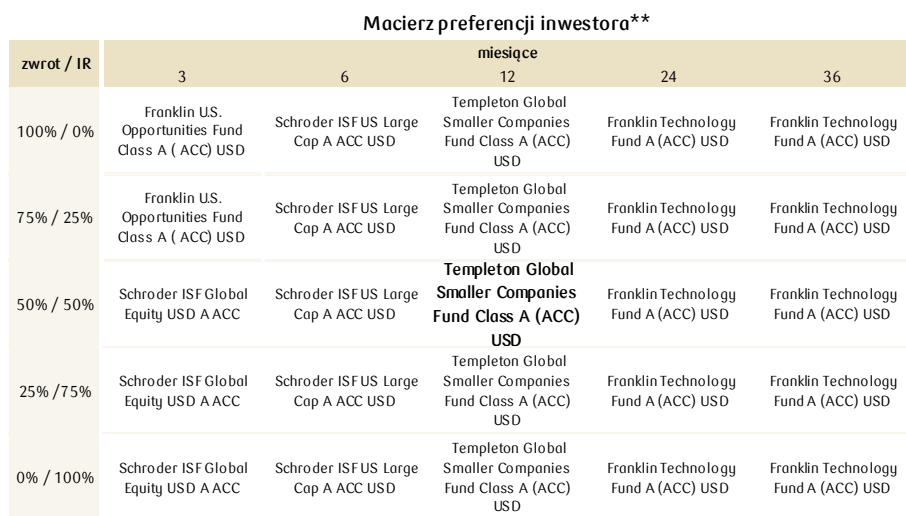 Macierz preferencji inwestora**
zwrot / IR
miesiące
3 6 12 24 36
100% / 0%
Franklin U.S.
Opportunities Fund
Class A ( ACC) USD
Schroder ISF US Large
Cap A ACC USD
Templeton Global
Smaller Companies
Fund Class A (ACC)
USD
Franklin Technology
Fund A (ACC) USD
Franklin Technology
Fund A (ACC) USD
75% / 25%
Franklin U.S.
Opportunities Fund
Class A ( ACC) USD
Schroder ISF US Large
Cap A ACC USD
Templeton Global
Smaller Companies
Fund Class A (ACC)
USD
Franklin Technology
Fund A (ACC) USD
Franklin Technology
Fund A (ACC) USD
50% / 50%
Schroder ISF Global
Equity USD A ACC
Schroder ISF US Large
Cap A ACC USD
Templeton Global
Smaller Companies
Fund Class A (ACC)
USD
Franklin Technology
Fund A (ACC) USD
Franklin Technology
Fund A (ACC) USD
25% /75%
Schroder ISF Global
Equity USD A ACC
Schroder ISF US Large
Cap A ACC USD
Templeton Global
Smaller Companies
Fund Class A (ACC)
USD
Franklin Technology
Fund A (ACC) USD
Franklin Technology
Fund A (ACC) USD
0% / 100%
Schroder ISF Global
Equity USD A ACC
Schroder ISF US Large
Cap A ACC USD
Templeton Global
Smaller Companies
Fund Class A (ACC)
USD
Franklin Technology
Fund A (ACC) USD
Franklin Technology
Fund A (ACC) USD